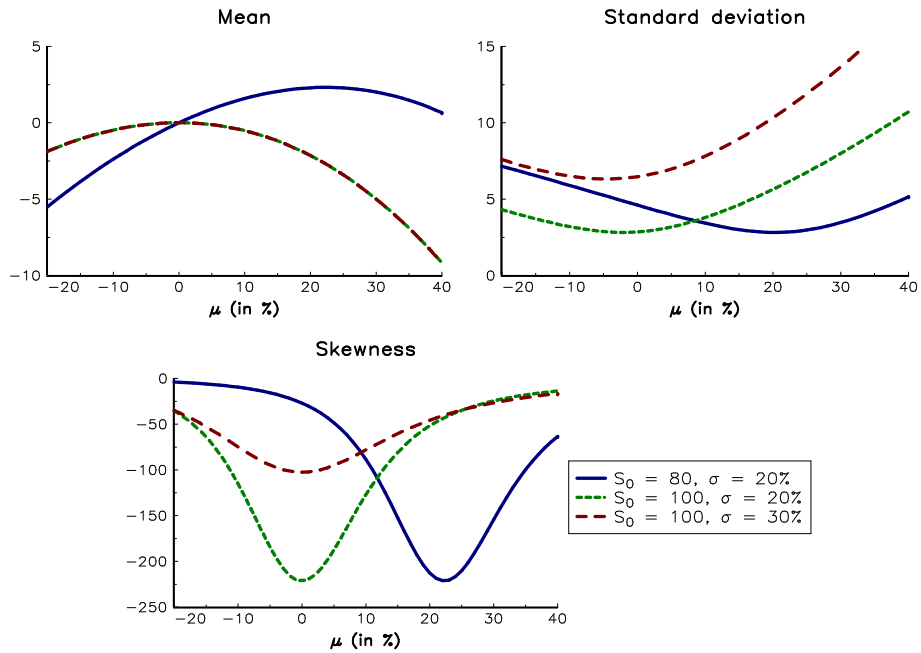 Mean
5
0
−5
−10
−20 −10 0 10 20 30 40
μ (in %)
Standard deviation
15
10
5
0
−20 −10 0 10 20 30 40
μ (in %)
Skewness
0
−50
−100
−150
−200
−250
−20 −10 0 10 20 30 40
μ (in %)
S₀ = 80, σ = 20%
S₀ = 100, σ = 20%
S₀ = 100, σ = 30%